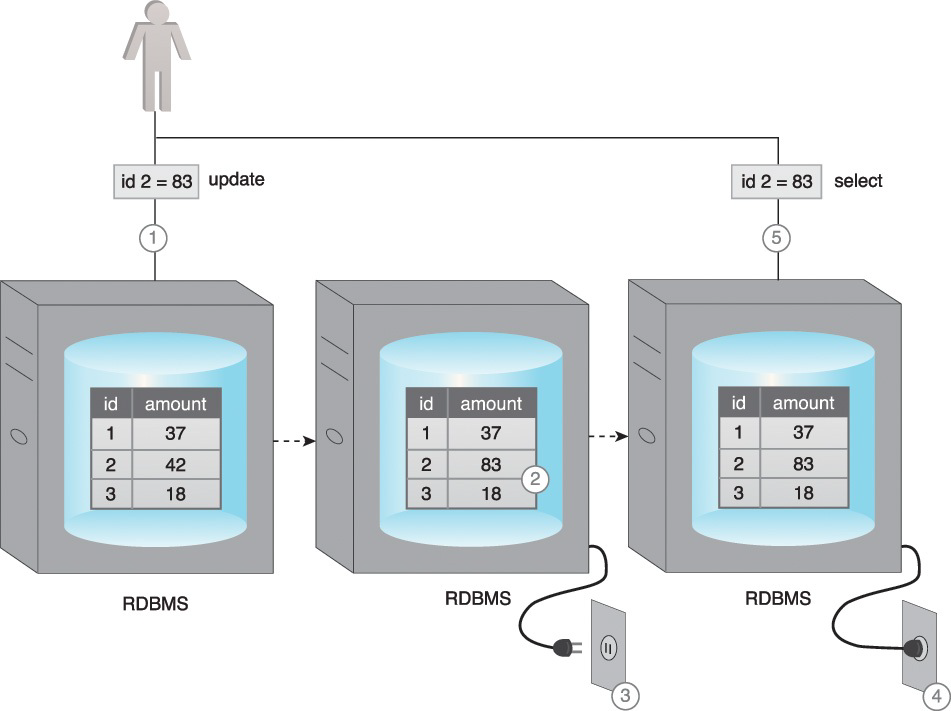 id 2 = 83 update
id 2 = 83 select
1
5
id amount
1 37
2 42
3 18
id amount
1 37
2 83
3 18
2
id amount
1 37
2 83
3 18
RDBMS
RDBMS
RDBMS
3
4